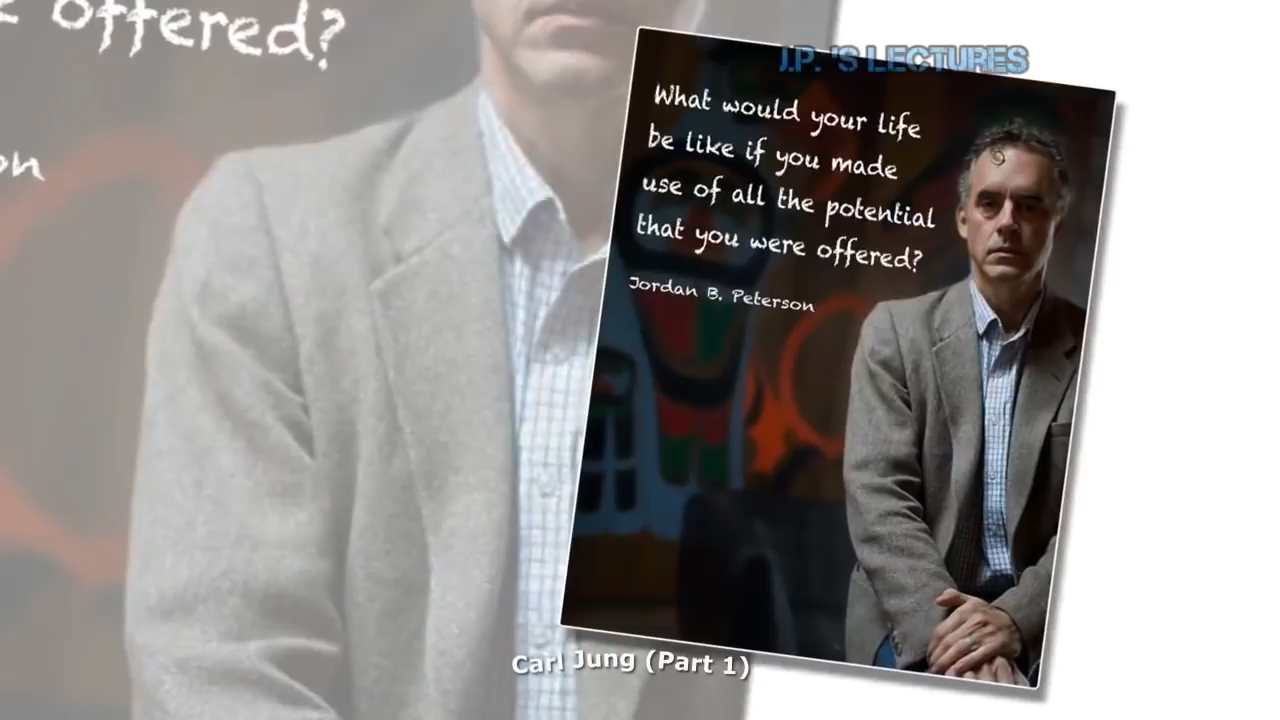 offered?
on
J.P. 'S LECTURES
What would your life
be like if you made
use of all the potential
that you were offered?
Jordan B. Peterson
Carl Jung (Part 1)